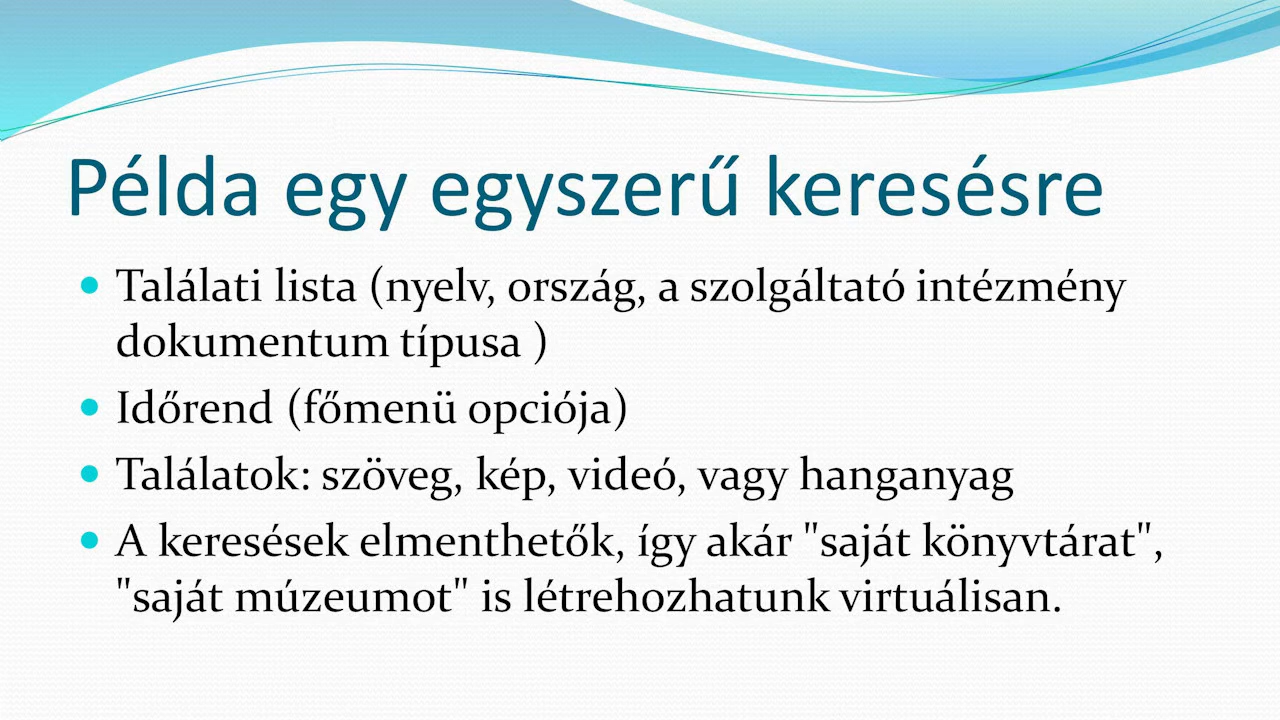 Példa egy egyszerű keresésre
Találati lista (nyelv, ország, a szolgáltató intézmény
dokumentum típusa )
Időrend (főmenü opciója)
Találatok: szöveg, kép, videó, vagy hanganyag
A keresések elmenthetők, így akár "saját könyvtárat",
"saját múzeumot" is létrehozhatunk virtuálisan.